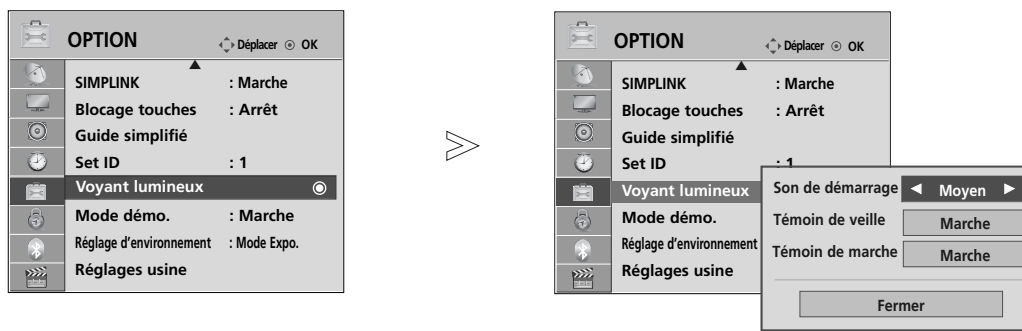 OPTION
Déplacer OK
SIMPLINK : Marche
Blocage touches : Arrêt
Guide simplifié
Set ID : 1
Voyant lumineux
Mode démo. : Marche
Réglage d'environnement : Mode Expo.
Réglages usine
OPTION
Déplacer OK
SIMPLINK : Marche
Blocage touches : Arrêt
Guide simplifié
Set ID : 1
Voyant lumineux
Mode démo.
Réglage d'environnement
Réglages usine
Son de démarrage Moyen
Témoin de veille Marche
Témoin de marche Marche
Fermer